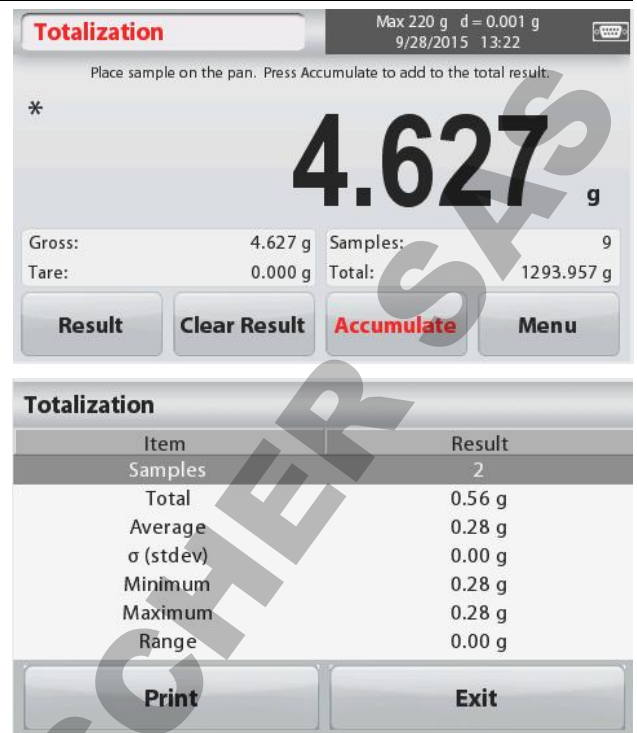 Totalization
Max 220 g d = 0.001 g
9/28/2015 13:22
Place sample on the pan. Press Accumulate to add to the total result.
*
4.627 g
Gross: 4.627 g Samples: 9
Tare: 0.000 g Total: 1293.957 g
Result Clear Result Accumulate Menu
Totalization
Item Result
Samples 2
Total 0.56 g
Average 0.28 g
σ (stdev) 0.00 g
Minimum 0.28 g
Maximum 0.28 g
Range 0.00 g
Print Exit
SCHER SAS